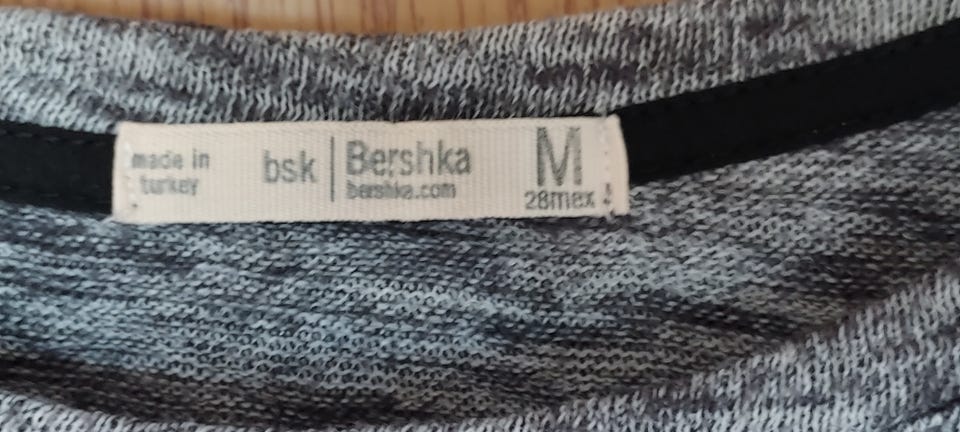 made in
turkey
bsk
Bershka
bershka.com
M
28mex